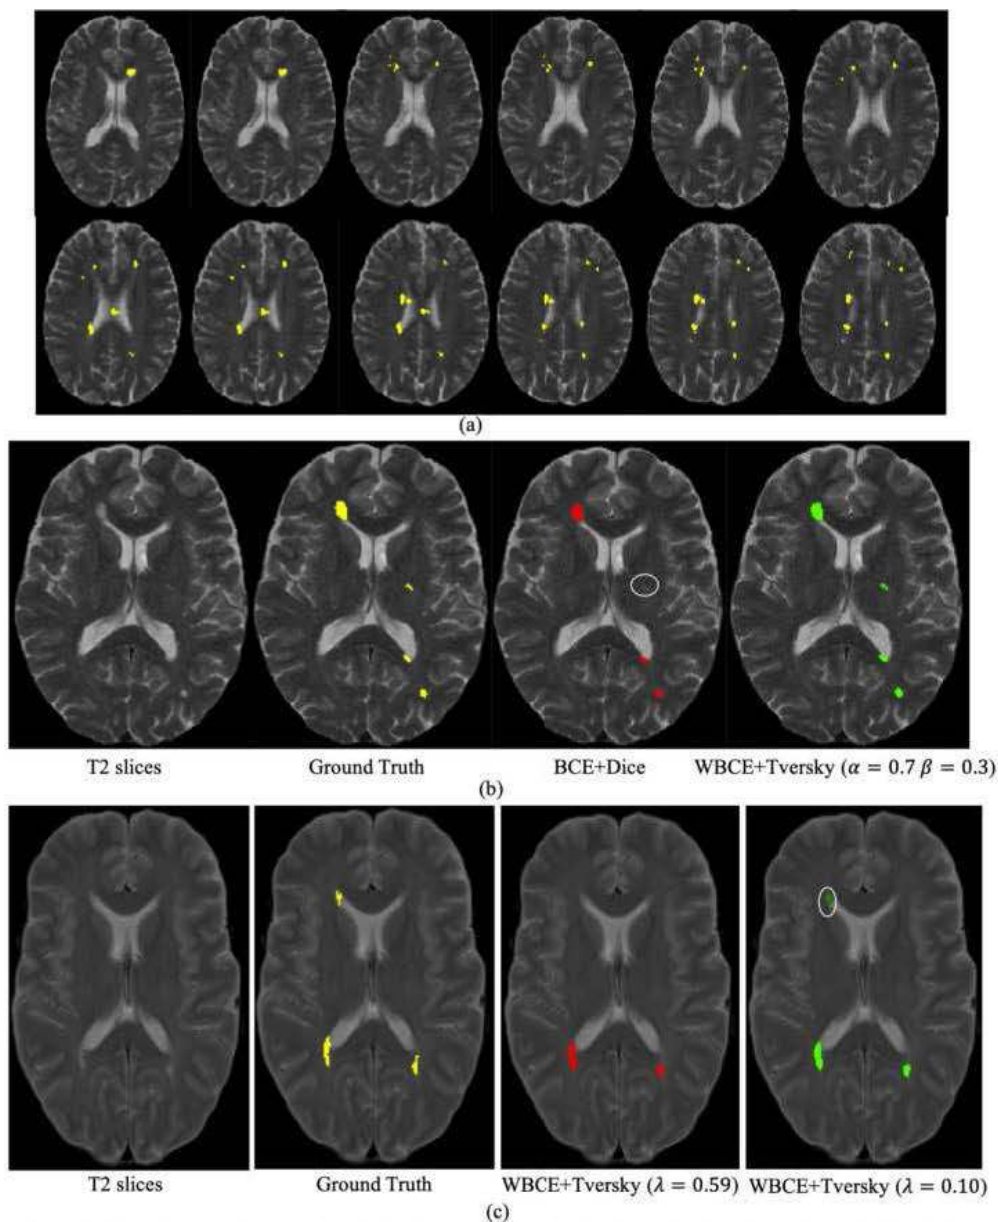 (a)
T2 slices Ground Truth BCE+Dice WBCE+Tversky (α = 0.7 β = 0.3)
(b)
T2 slices Ground Truth WBCE+Tversky (λ = 0.59) WBCE+Tversky (λ = 0.10)
(c)